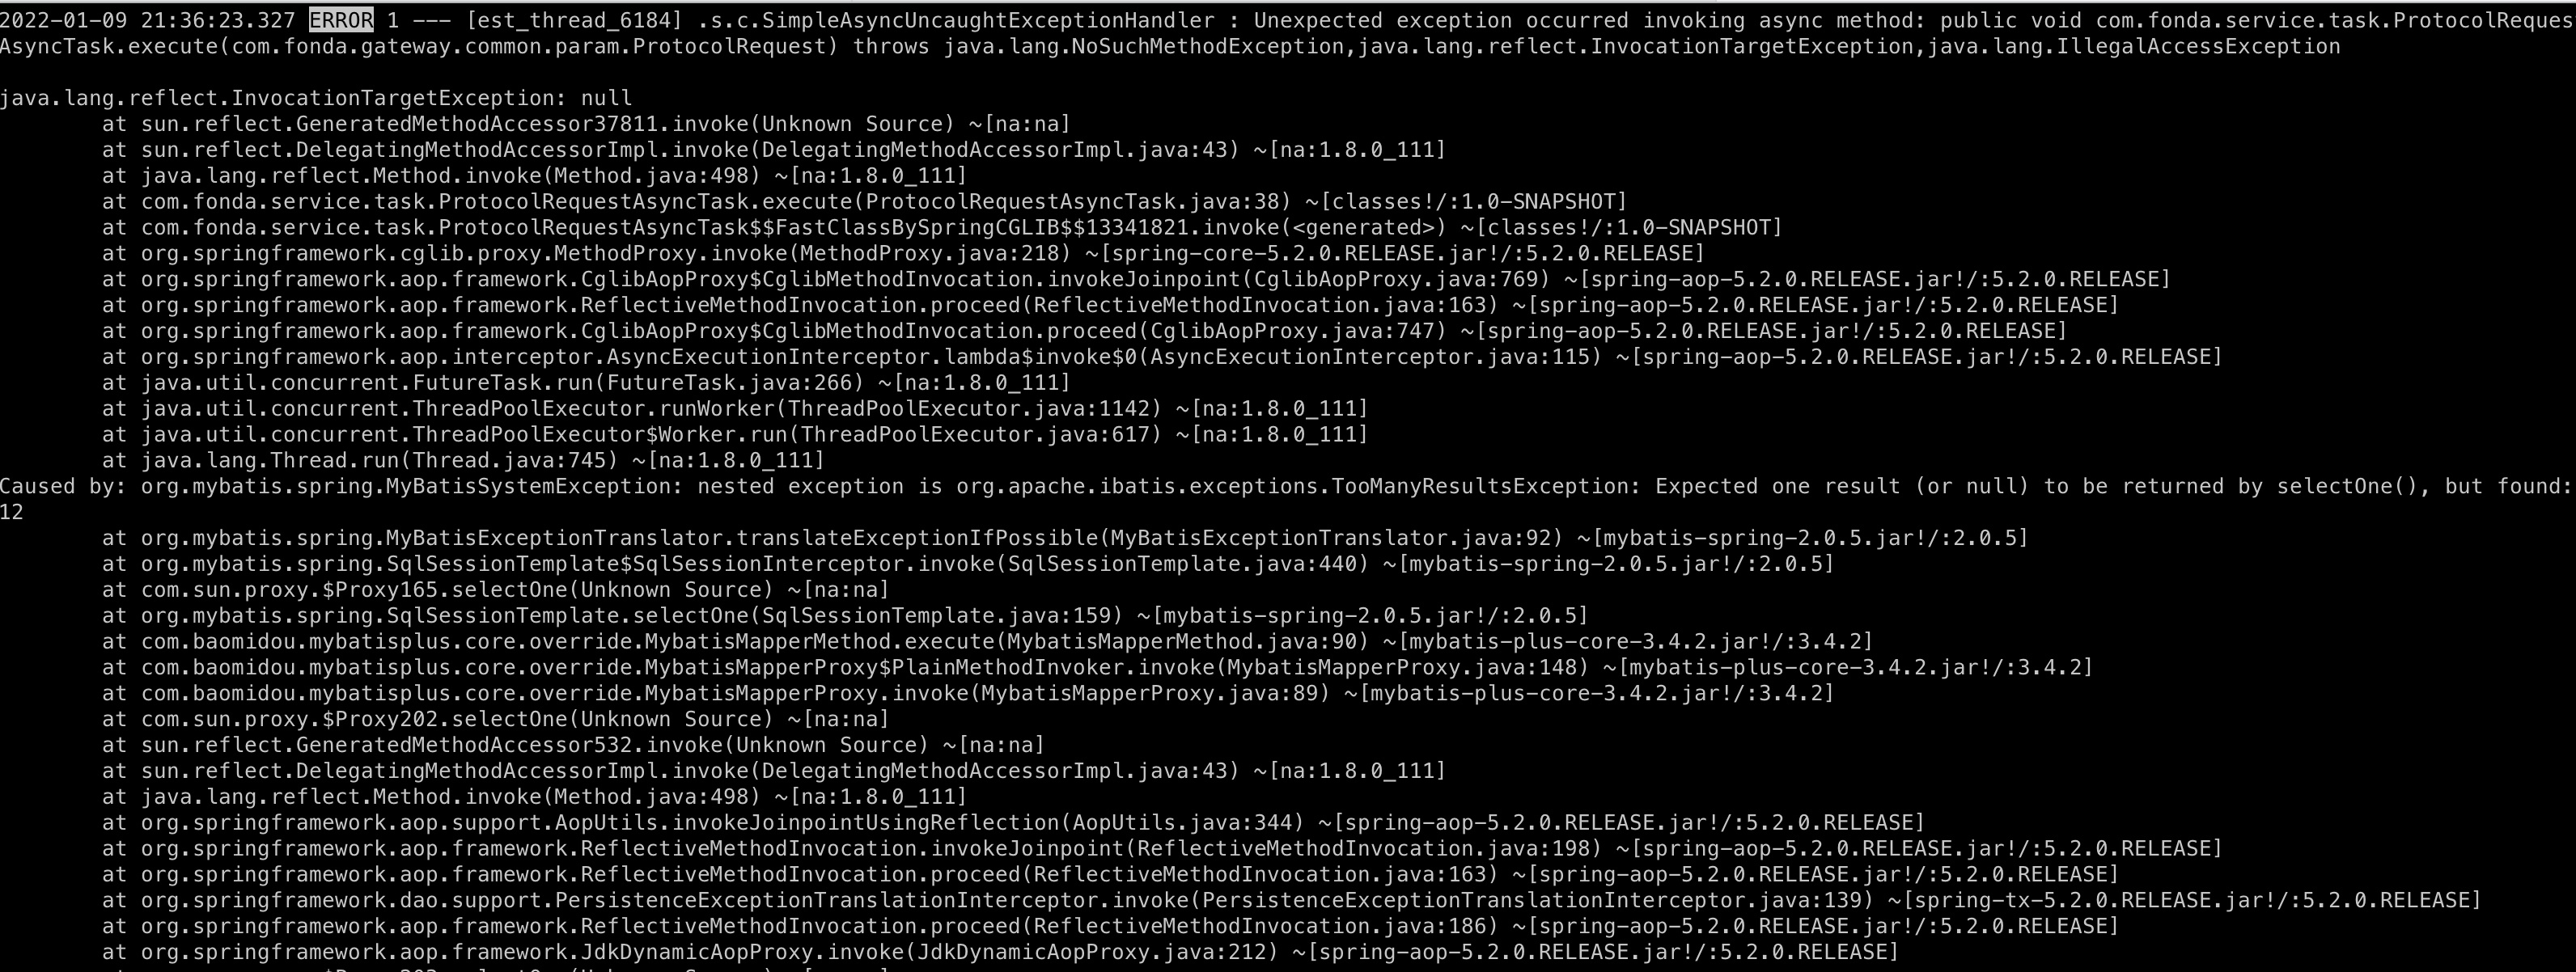 2022-01-09 21:36:23.327 ERROR 1 --- [est_thread_6184] .s.c.SimpleAsyncUncaughtExceptionHandler : Unexpected exception occurred invoking async method: public void com.fonda.service.task.ProtocolReques
AsyncTask.execute(com.fonda.gateway.common.param.ProtocolRequest) throws java.lang.NoSuchMethodException,java.lang.reflect.InvocationTargetException,java.lang.IllegalAccessException
java.lang.reflect.InvocationTargetException: null
at sun.reflect.GeneratedMethodAccessor37811.invoke(Unknown Source) ~[na:na]
at sun.reflect.DelegatingMethodAccessorImpl.invoke(DelegatingMethodAccessorImpl.java:43) ~[na:1.8.0_111]
at java.lang.reflect.Method.invoke(Method.java:498) ~[na:1.8.0_111]
at com.fonda.service.task.ProtocolRequestAsyncTask.execute(ProtocolRequestAsyncTask.java:38) ~[classes!/:1.0-SNAPSHOT]
at com.fonda.service.task.ProtocolRequestAsyncTask$$FastClassBySpringCGLIB$$13341821.invoke(<generated>) ~[classes!/:1.0-SNAPSHOT]
at org.springframework.cglib.proxy.MethodProxy.invoke(MethodProxy.java:218) ~[spring-core-5.2.0.RELEASE.jar!/:5.2.0.RELEASE]
at org.springframework.aop.framework.CglibAopProxy$CglibMethodInvocation.invokeJoinpoint(CglibAopProxy.java:769) ~[spring-aop-5.2.0.RELEASE.jar!/:5.2.0.RELEASE]
at org.springframework.aop.framework.ReflectiveMethodInvocation.proceed(ReflectiveMethodInvocation.java:163) ~[spring-aop-5.2.0.RELEASE.jar!/:5.2.0.RELEASE]
at org.springframework.aop.framework.CglibAopProxy$CglibMethodInvocation.proceed(CglibAopProxy.java:747) ~[spring-aop-5.2.0.RELEASE.jar!/:5.2.0.RELEASE]
at org.springframework.aop.interceptor.AsyncExecutionInterceptor.lambda$invoke$0(AsyncExecutionInterceptor.java:115) ~[spring-aop-5.2.0.RELEASE.jar!/:5.2.0.RELEASE]
at java.util.concurrent.FutureTask.run(FutureTask.java:266) ~[na:1.8.0_111]
at java.util.concurrent.ThreadPoolExecutor.runWorker(ThreadPoolExecutor.java:1142) ~[na:1.8.0_111]
at java.util.concurrent.ThreadPoolExecutor$Worker.run(ThreadPoolExecutor.java:617) ~[na:1.8.0_111]
at java.lang.Thread.run(Thread.java:745) ~[na:1.8.0_111]
Caused by: org.mybatis.spring.MyBatisSystemException: nested exception is org.apache.ibatis.exceptions.TooManyResultsException: Expected one result (or null) to be returned by selectOne(), but found:
12
at org.mybatis.spring.MyBatisExceptionTranslator.translateExceptionIfPossible(MyBatisExceptionTranslator.java:92) ~[mybatis-spring-2.0.5.jar!/:2.0.5]
at org.mybatis.spring.SqlSessionTemplate$SqlSessionInterceptor.invoke(SqlSessionTemplate.java:440) ~[mybatis-spring-2.0.5.jar!/:2.0.5]
at com.sun.proxy.$Proxy165.selectOne(Unknown Source) ~[na:na]
at org.mybatis.spring.SqlSessionTemplate.selectOne(SqlSessionTemplate.java:159) ~[mybatis-spring-2.0.5.jar!/:2.0.5]
at com.baomidou.mybatisplus.core.override.MybatisMapperMethod.execute(MybatisMapperMethod.java:90) ~[mybatis-plus-core-3.4.2.jar!/:3.4.2]
at com.baomidou.mybatisplus.core.override.MybatisMapperProxy$PlainMethodInvoker.invoke(MybatisMapperProxy.java:148) ~[mybatis-plus-core-3.4.2.jar!/:3.4.2]
at com.baomidou.mybatisplus.core.override.MybatisMapperProxy.invoke(MybatisMapperProxy.java:89) ~[mybatis-plus-core-3.4.2.jar!/:3.4.2]
at com.sun.proxy.$Proxy202.selectOne(Unknown Source) ~[na:na]
at sun.reflect.GeneratedMethodAccessor532.invoke(Unknown Source) ~[na:na]
at sun.reflect.DelegatingMethodAccessorImpl.invoke(DelegatingMethodAccessorImpl.java:43) ~[na:1.8.0_111]
at java.lang.reflect.Method.invoke(Method.java:498) ~[na:1.8.0_111]
at org.springframework.aop.support.AopUtils.invokeJoinpointUsingReflection(AopUtils.java:344) ~[spring-aop-5.2.0.RELEASE.jar!/:5.2.0.RELEASE]
at org.springframework.aop.framework.ReflectiveMethodInvocation.invokeJoinpoint(ReflectiveMethodInvocation.java:198) ~[spring-aop-5.2.0.RELEASE.jar!/:5.2.0.RELEASE]
at org.springframework.aop.framework.ReflectiveMethodInvocation.proceed(ReflectiveMethodInvocation.java:163) ~[spring-aop-5.2.0.RELEASE.jar!/:5.2.0.RELEASE]
at org.springframework.dao.support.PersistenceExceptionTranslationInterceptor.invoke(PersistenceExceptionTranslationInterceptor.java:139) ~[spring-tx-5.2.0.RELEASE.jar!/:5.2.0.RELEASE]
at org.springframework.aop.framework.ReflectiveMethodInvocation.proceed(ReflectiveMethodInvocation.java:186) ~[spring-aop-5.2.0.RELEASE.jar!/:5.2.0.RELEASE]
at org.springframework.aop.framework.JdkDynamicAopProxy.invoke(JdkDynamicAopProxy.java:212) ~[spring-aop-5.2.0.RELEASE.jar!/:5.2.0.RELEASE]